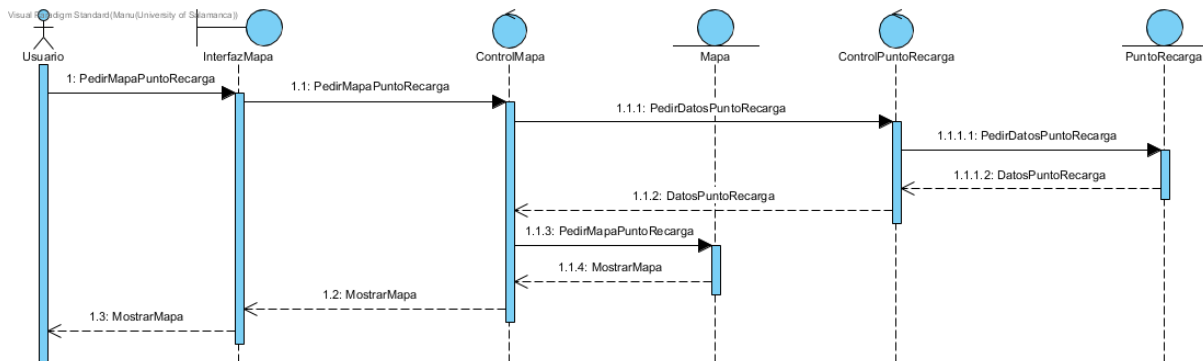 Visual Paradigm Standard(Manu(University of Salamanca))
Usuario
InterfazMapa
ControlMapa
Mapa
ControlPuntoRecarga
PuntoRecarga
1: PedirMapaPuntoRecarga
1.1: PedirMapaPuntoRecarga
1.1.1: PedirDatosPuntoRecarga
1.1.1.1: PedirDatosPuntoRecarga
1.1.1.2: DatosPuntoRecarga
1.1.2: DatosPuntoRecarga
1.1.3: PedirMapaPuntoRecarga
1.1.4: MostrarMapa
1.2: MostrarMapa
1.3: MostrarMapa